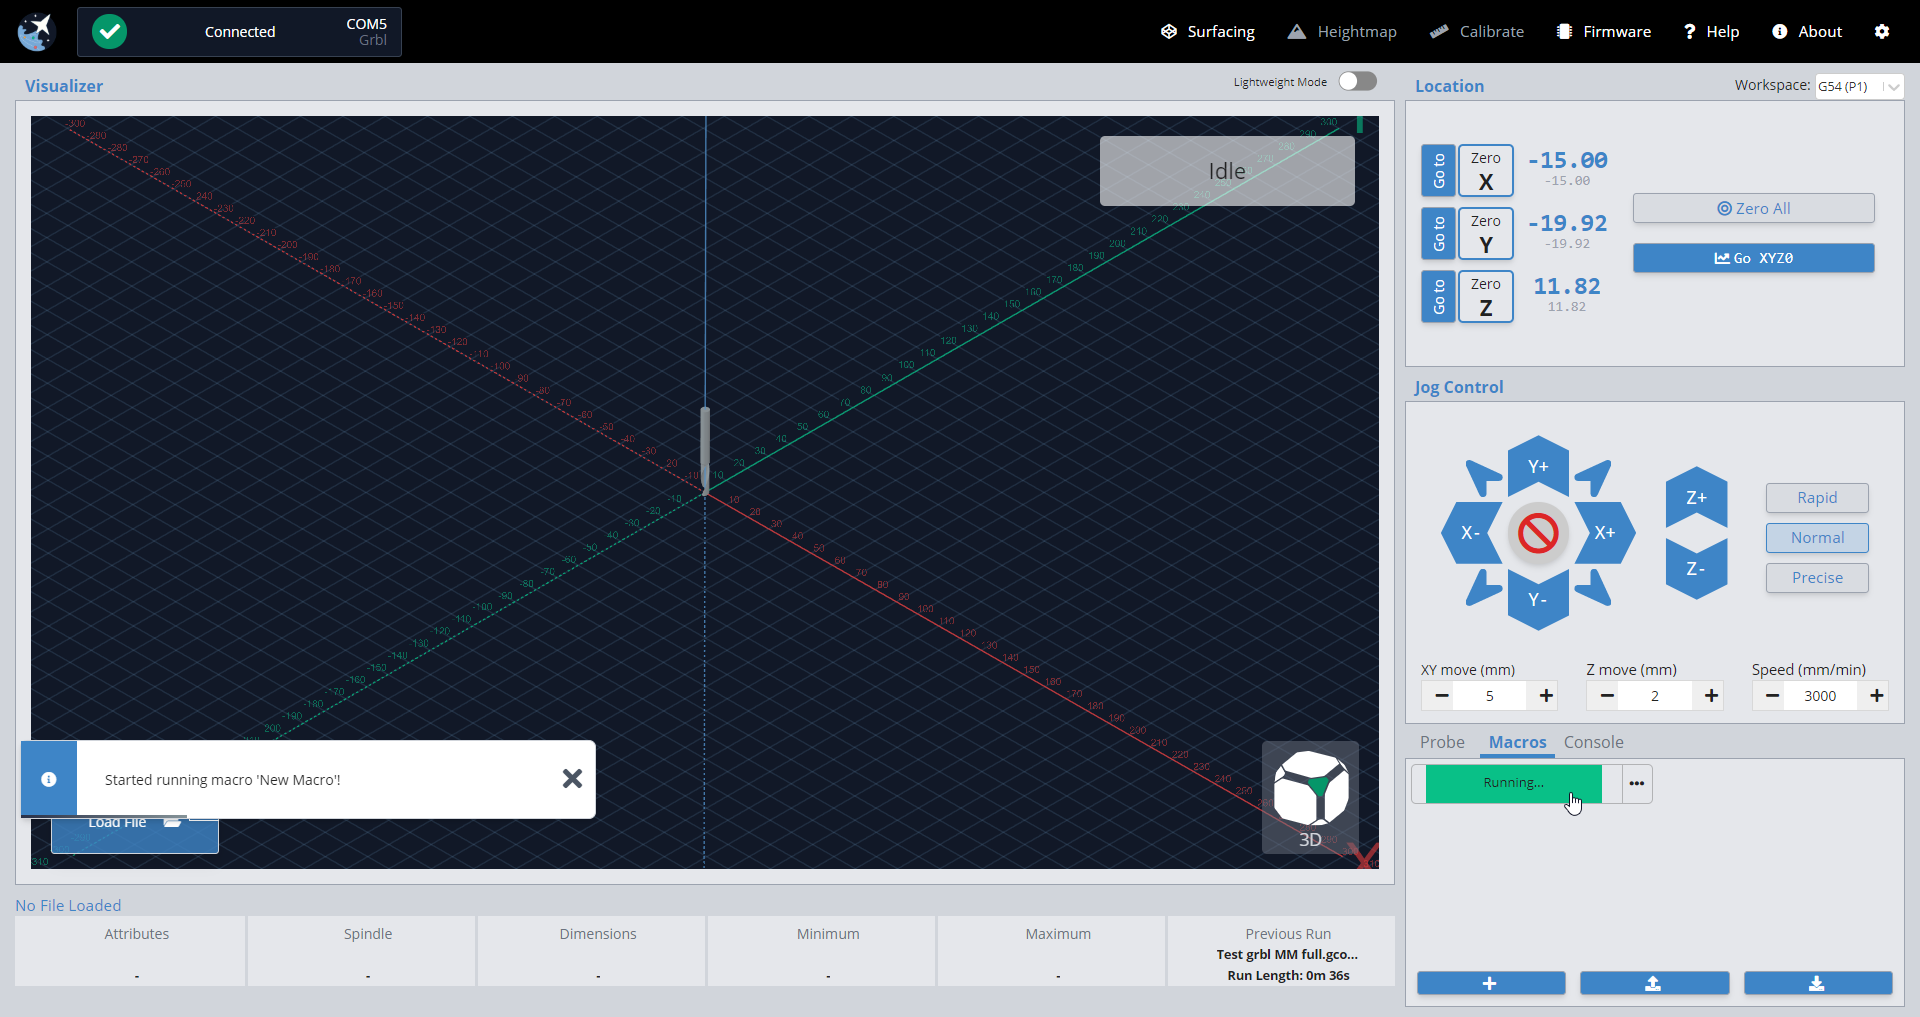 Connected
COM5
Grbl
Surfacing
Heightmap
Calibrate
Firmware
Help
About
Visualizer
Lightweight Mode
Location
Workspace:
G54 (P1)
Idle
Go to
Zero
X
-15.00
-15.00
Go to
Zero
Y
-19.92
-19.92
Go to
Zero
Z
11.82
11.82
Zero All
Go XYZ0
Jog Control
Y+
X-
X+
Y-
Z+
Z-
Rapid
Normal
Precise
XY move (mm)
5
Z move (mm)
2
Speed (mm/min)
3000
Probe
Macros
Console
Running...
Started running macro 'New Macro'!
Load File
3D
X
No File Loaded
Attributes
-
Spindle
-
Dimensions
-
Minimum
-
Maximum
-
Previous Run
Test grbl MM full.gco...
Run Length: 0m 36s